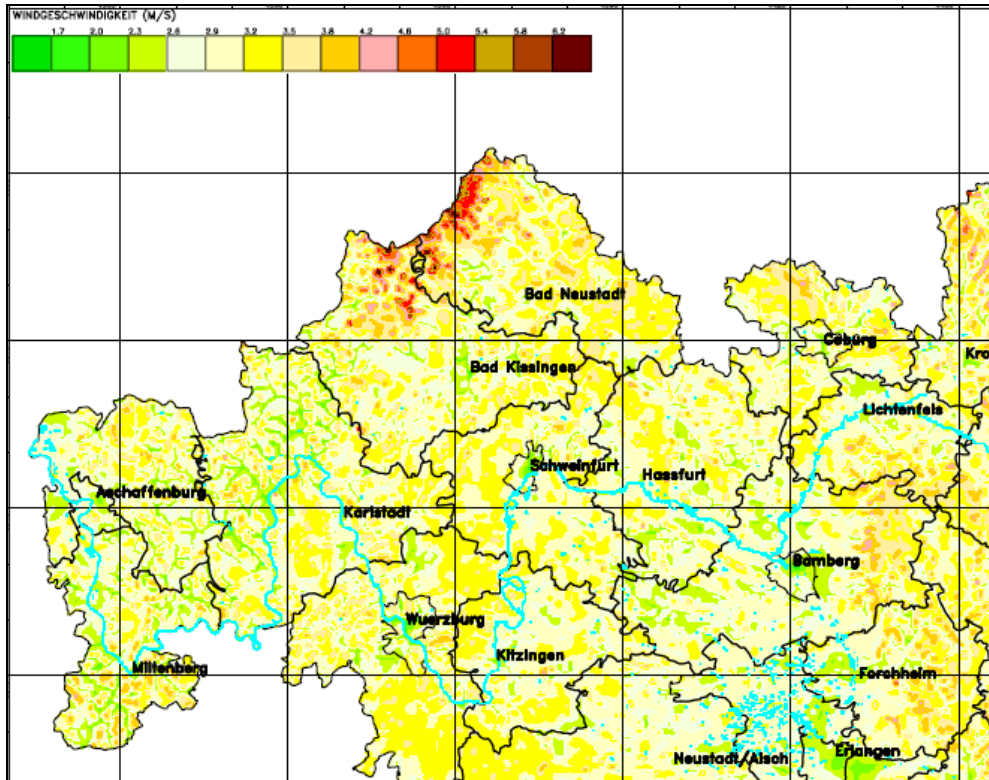 WINDGESCHWINDIGKEIT (M/S)
1.7 2.0 2.3 2.6 2.9 3.2 3.5 3.8 4.2 4.6 5.0 5.4 5.8 6.2
Bad Neustadt
Coburg
Bad Kissingen
Kro
Lichtenfels
Schweinfurt
Hassfurt
Aschaffenburg
Karlstadt
Bamberg
Wuerzburg
Kitzingen
Miltenberg
Forchheim
Erlangen
Neustadt/Aisch